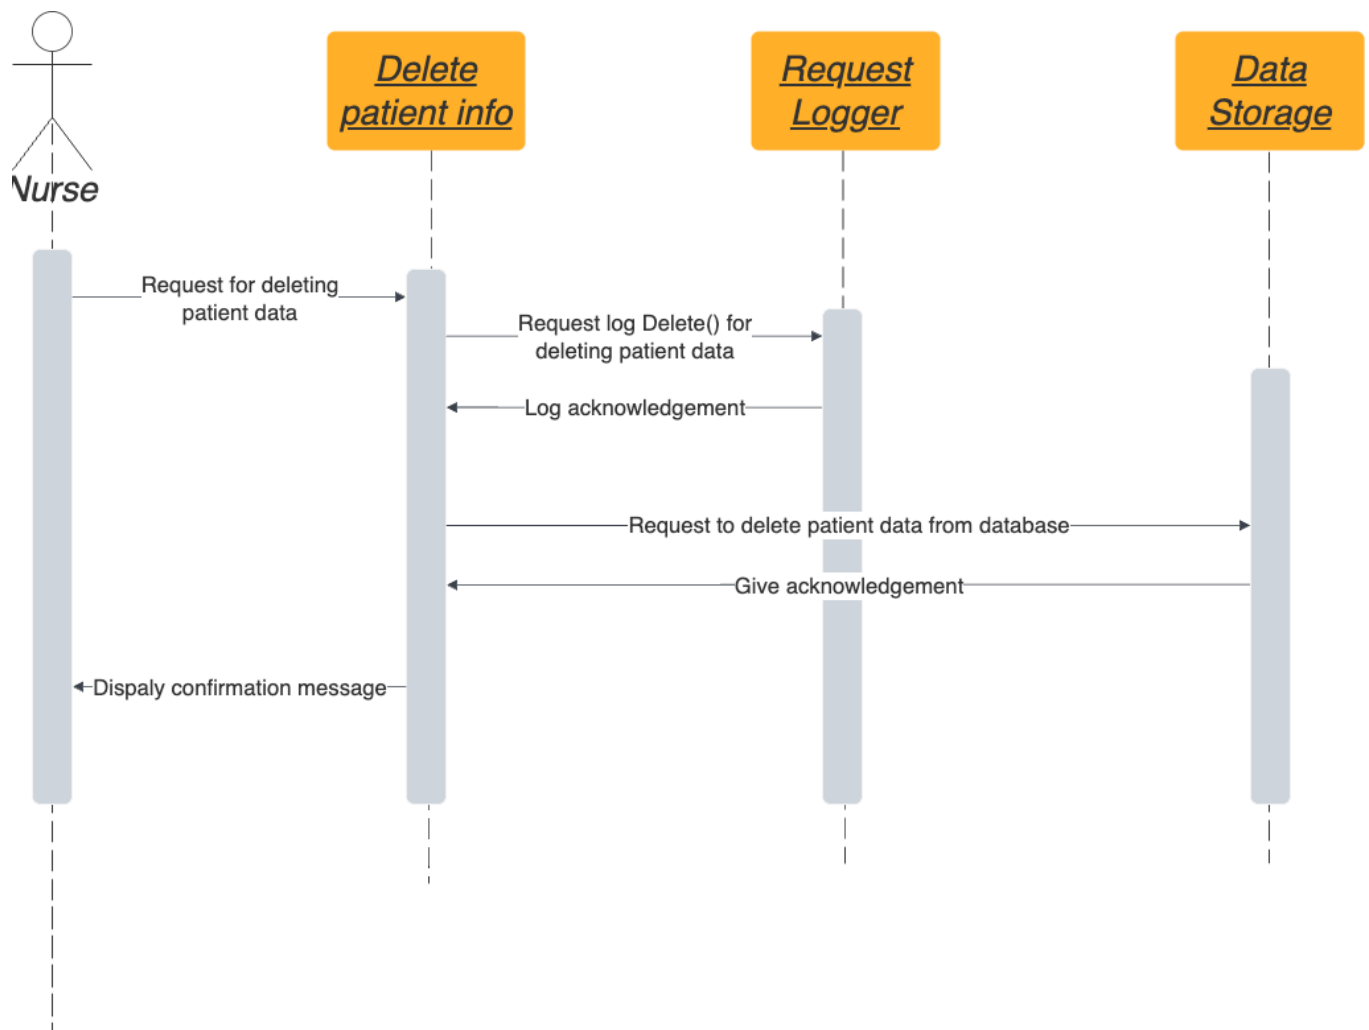 Delete
patient info
Request
Logger
Data
Storage
Nurse
Request for deleting
patient data
Request log Delete() for
deleting patient data
Log acknowledgement
Request to delete patient data from database
Give acknowledgement
Dispaly confirmation message